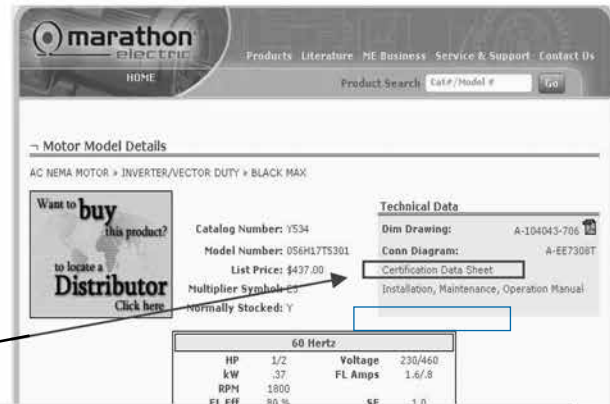 marathon
electric
Products Literature ME Business Service & Support Contact Us
HOME
Product Search Cat#/Model # Go
¬ Motor Model Details
AC NEMA MOTOR » INVERTER/VECTOR DUTY » BLACK MAX
Want to buy
this product?
to locate a
Distributor
Click here
Catalog Number: Y534
Model Number: 056H17T5301
List Price: $437.00
Multiplier Symbol:
Normally Stocked: Y
Technical Data
Dim Drawing: A-104043-706
Conn Diagram: A-EE7308T
Certification Data Sheet
Installation, Maintenance, Operation Manual
60 Hertz
HP 1/2 Voltage 230/460
kW .37 FL Amps 1.6/.8
RPM 1800
FL Eff 80 % SF 1.0